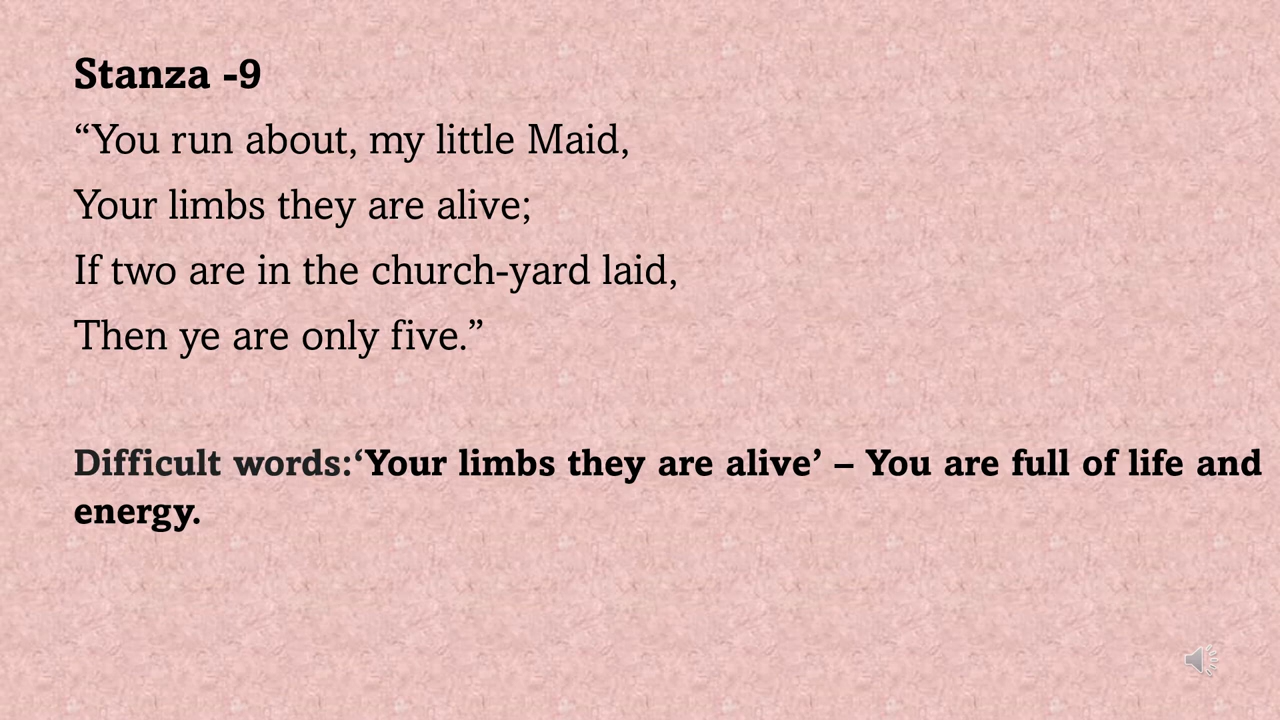 Stanza -9
“You run about, my little Maid,
Your limbs they are alive;
If two are in the church-yard laid,
Then ye are only five.”
Difficult words:‘Your limbs they are alive’ – You are full of life and
energy.